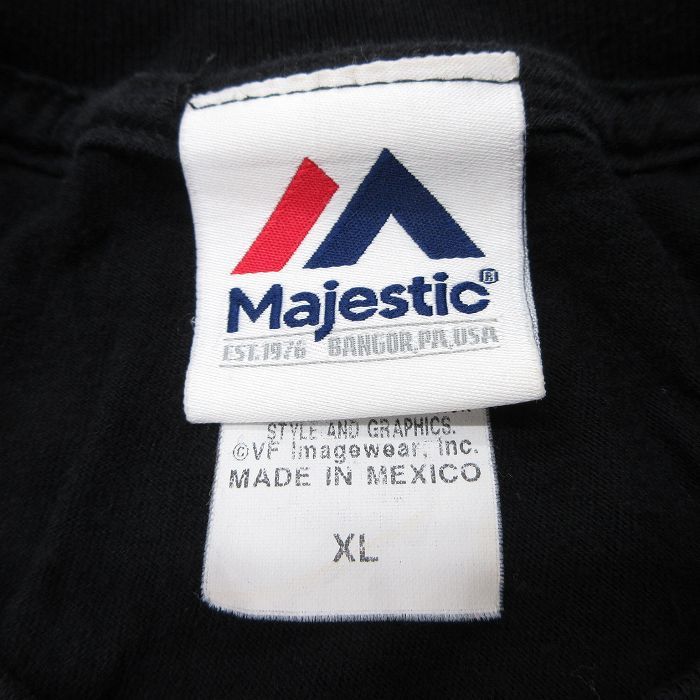 Majestic®
EST.1976 BANGOR,PA,USA
STYLE AND GRAPHICS.
©VF Imagewear, Inc.
MADE IN MEXICO
XL